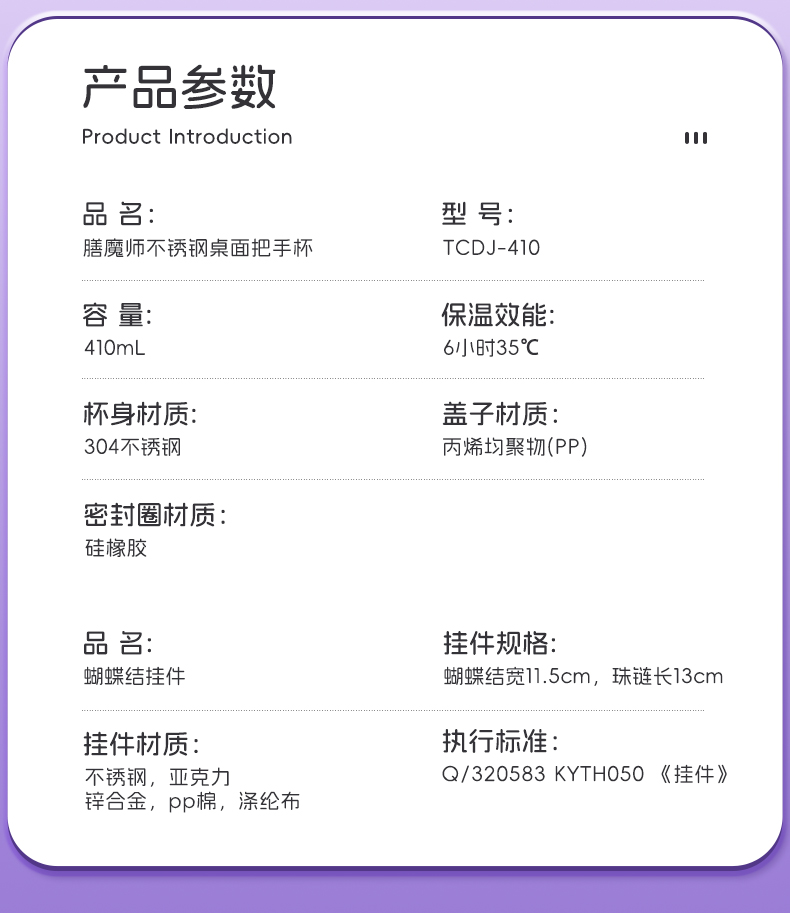 产品参数
Product Introduction
品 名：
膳魔师不锈钢桌面把手杯
型 号：
TCDJ-410
容 量：
410mL
保温效能：
6小时35℃
杯身材质：
304不锈钢
盖子材质：
丙烯均聚物(PP)
密封圈材质：
硅橡胶
品 名：
蝴蝶结挂件
挂件规格：
蝴蝶结宽11.5cm，珠链长13cm
挂件材质：
不锈钢，亚克力
锌合金，pp棉，涤纶布
执行标准：
Q/320583 KYTH050 《挂件》